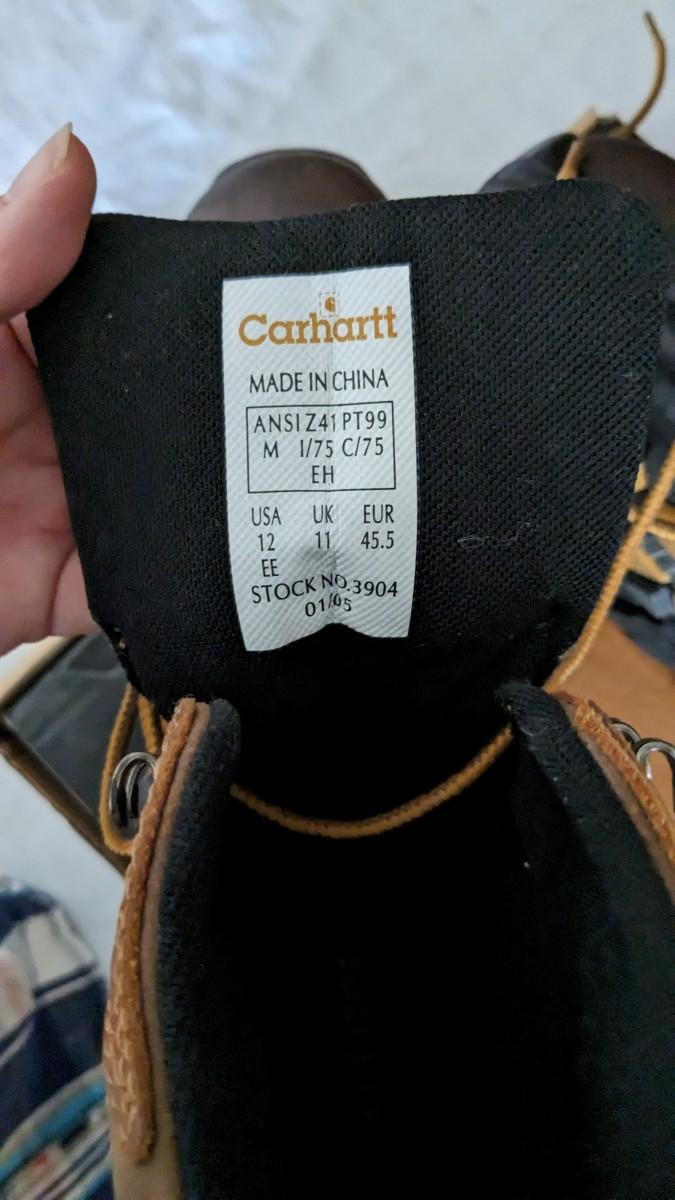 Carhartt
MADE IN CHINA
ANSI Z41 PT99
M I/75 C/75
EH
USA UK EUR
12 11 45.5
EE
STOCK NO.3904
01/05